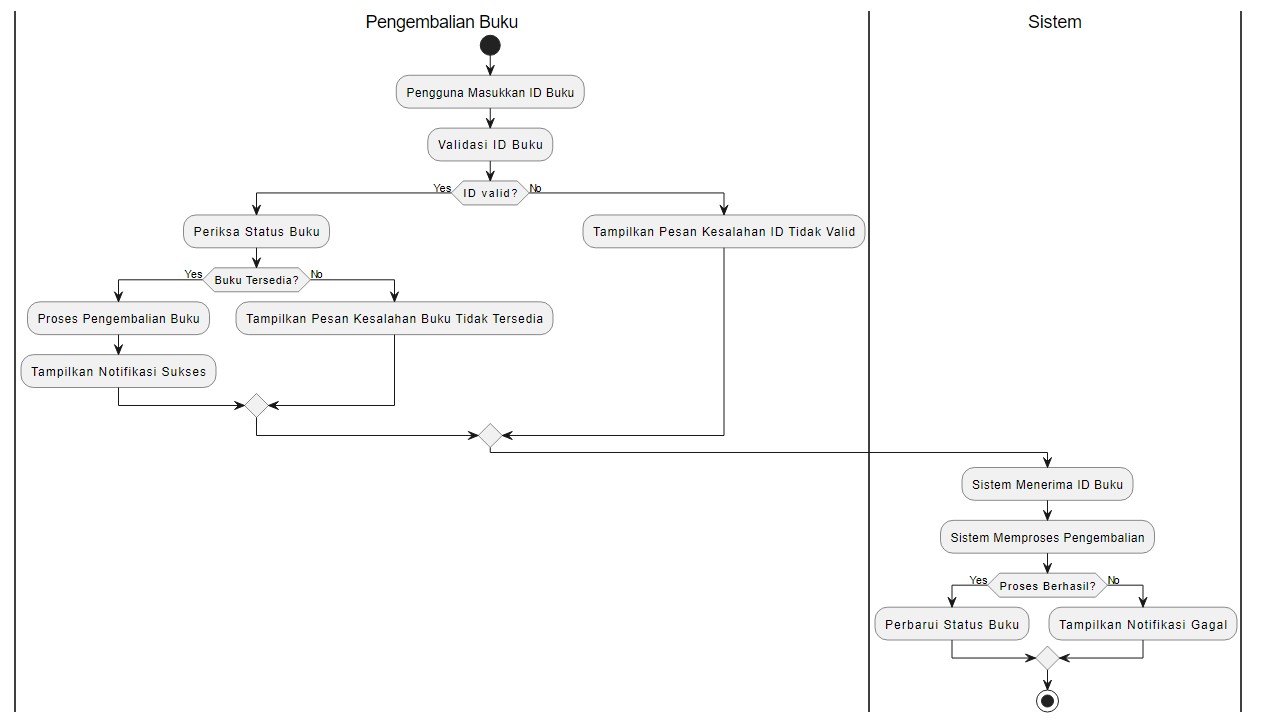 Pengembalian Buku
Sistem
Pengguna Masukkan ID Buku
Validasi ID Buku
Yes
ID valid?
No
Periksa Status Buku
Tampilkan Pesan Kesalahan ID Tidak Valid
Yes
Buku Tersedia?
No
Proses Pengembalian Buku
Tampilkan Pesan Kesalahan Buku Tidak Tersedia
Tampilkan Notifikasi Sukses
Sistem Menerima ID Buku
Sistem Memproses Pengembalian
Yes
Proses Berhasil?
No
Perbarui Status Buku
Tampilkan Notifikasi Gagal